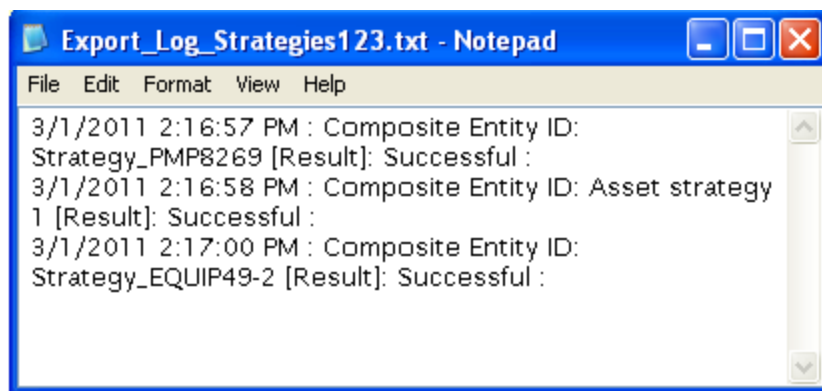 Export_Log_Strategies123.txt - Notepad
File Edit Format View Help
3/1/2011 2:16:57 PM : Composite Entity ID:
Strategy_PMP8269 [Result]: Successful :
3/1/2011 2:16:58 PM : Composite Entity ID: Asset strategy
1 [Result]: Successful :
3/1/2011 2:17:00 PM : Composite Entity ID:
Strategy_EQUIP49-2 [Result]: Successful :